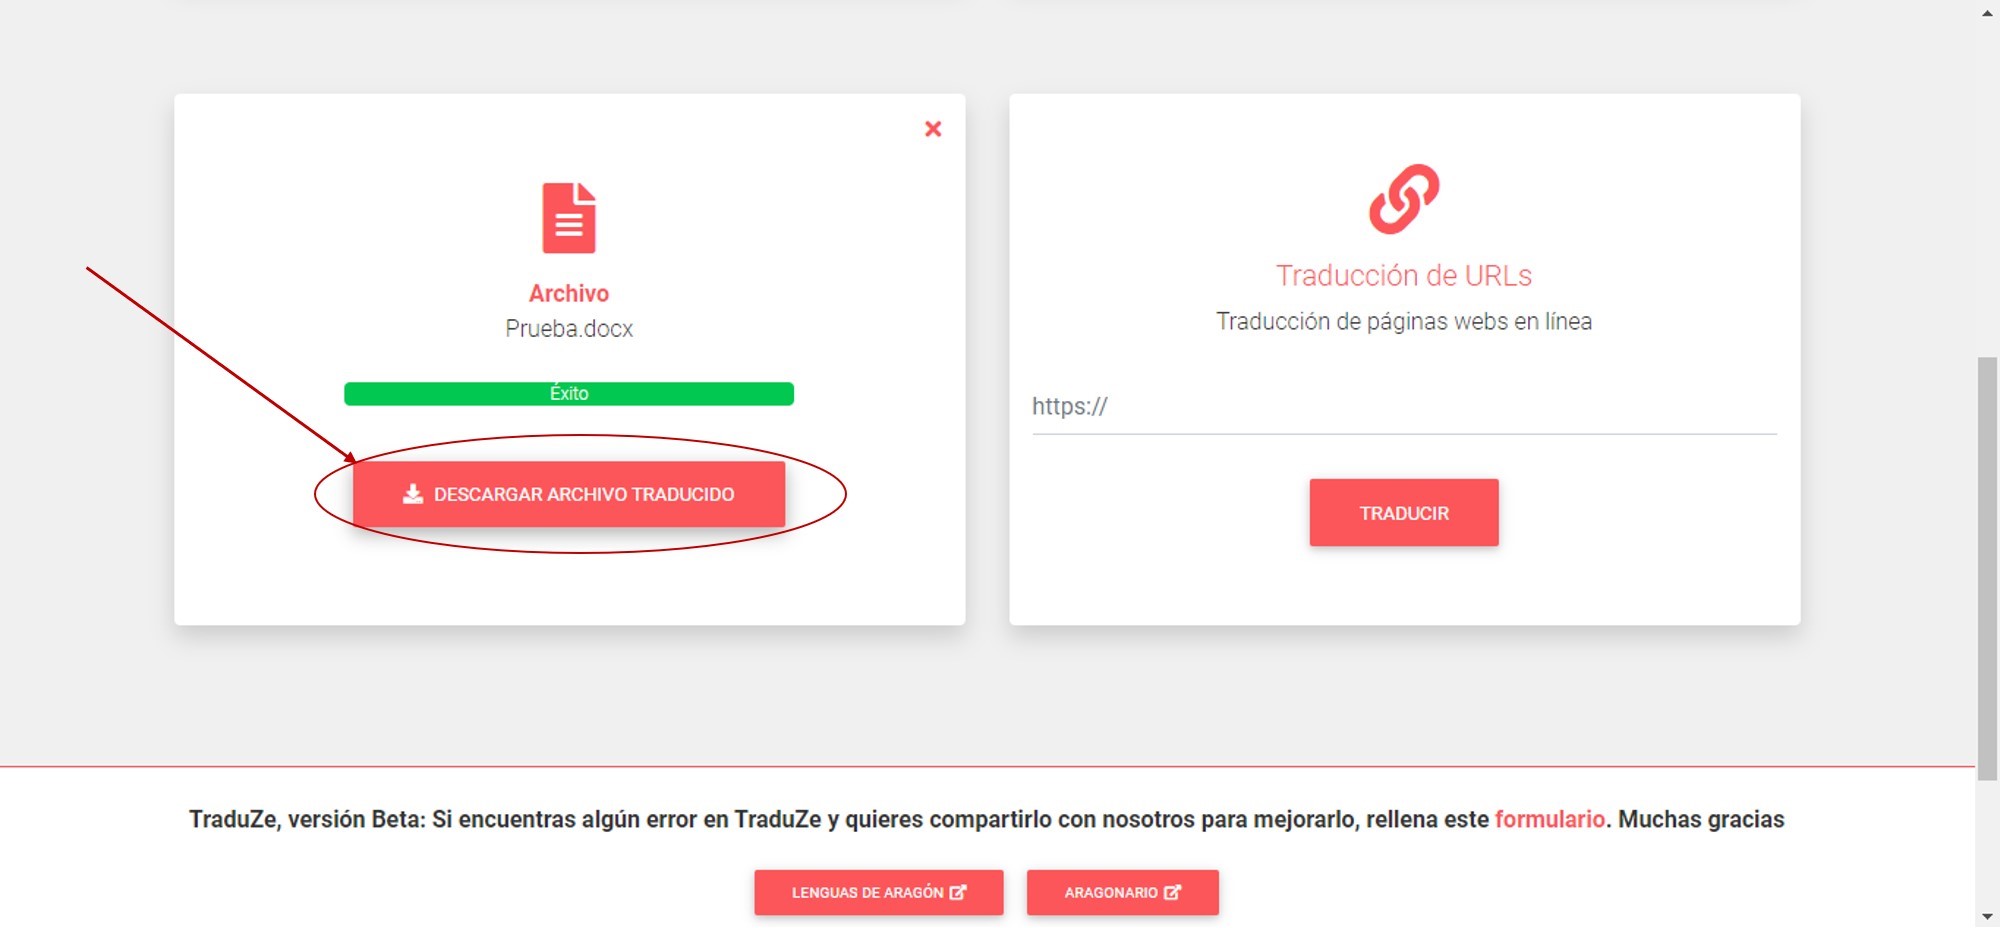 Archivo
Prueba.docx
Éxito
DESCARGAR ARCHIVO TRADUCIDO
Traducción de URLs
Traducción de páginas webs en línea
https://
TRADUCIR
TraduZe, versión Beta: Si encuentras algún error en TraduZe y quieres compartirlo con nosotros para mejorarlo, rellena este formulario. Muchas gracias
LENGUAS DE ARAGÓN
ARAGONARIO